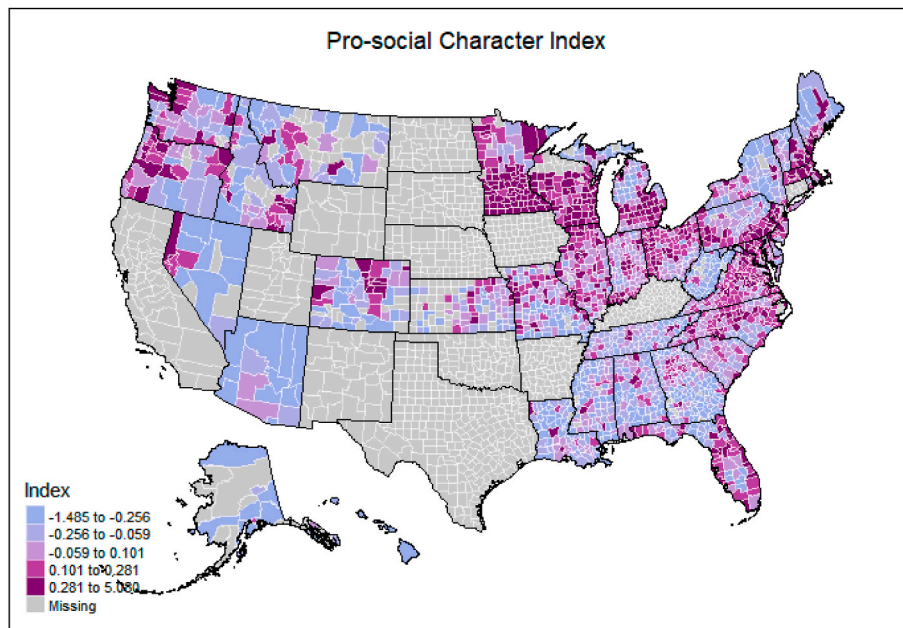 Pro-social Character Index
Index
-1.485 to -0.256
-0.256 to -0.059
-0.059 to 0.101
0.101 to 0.281
0.281 to 5.080
Missing